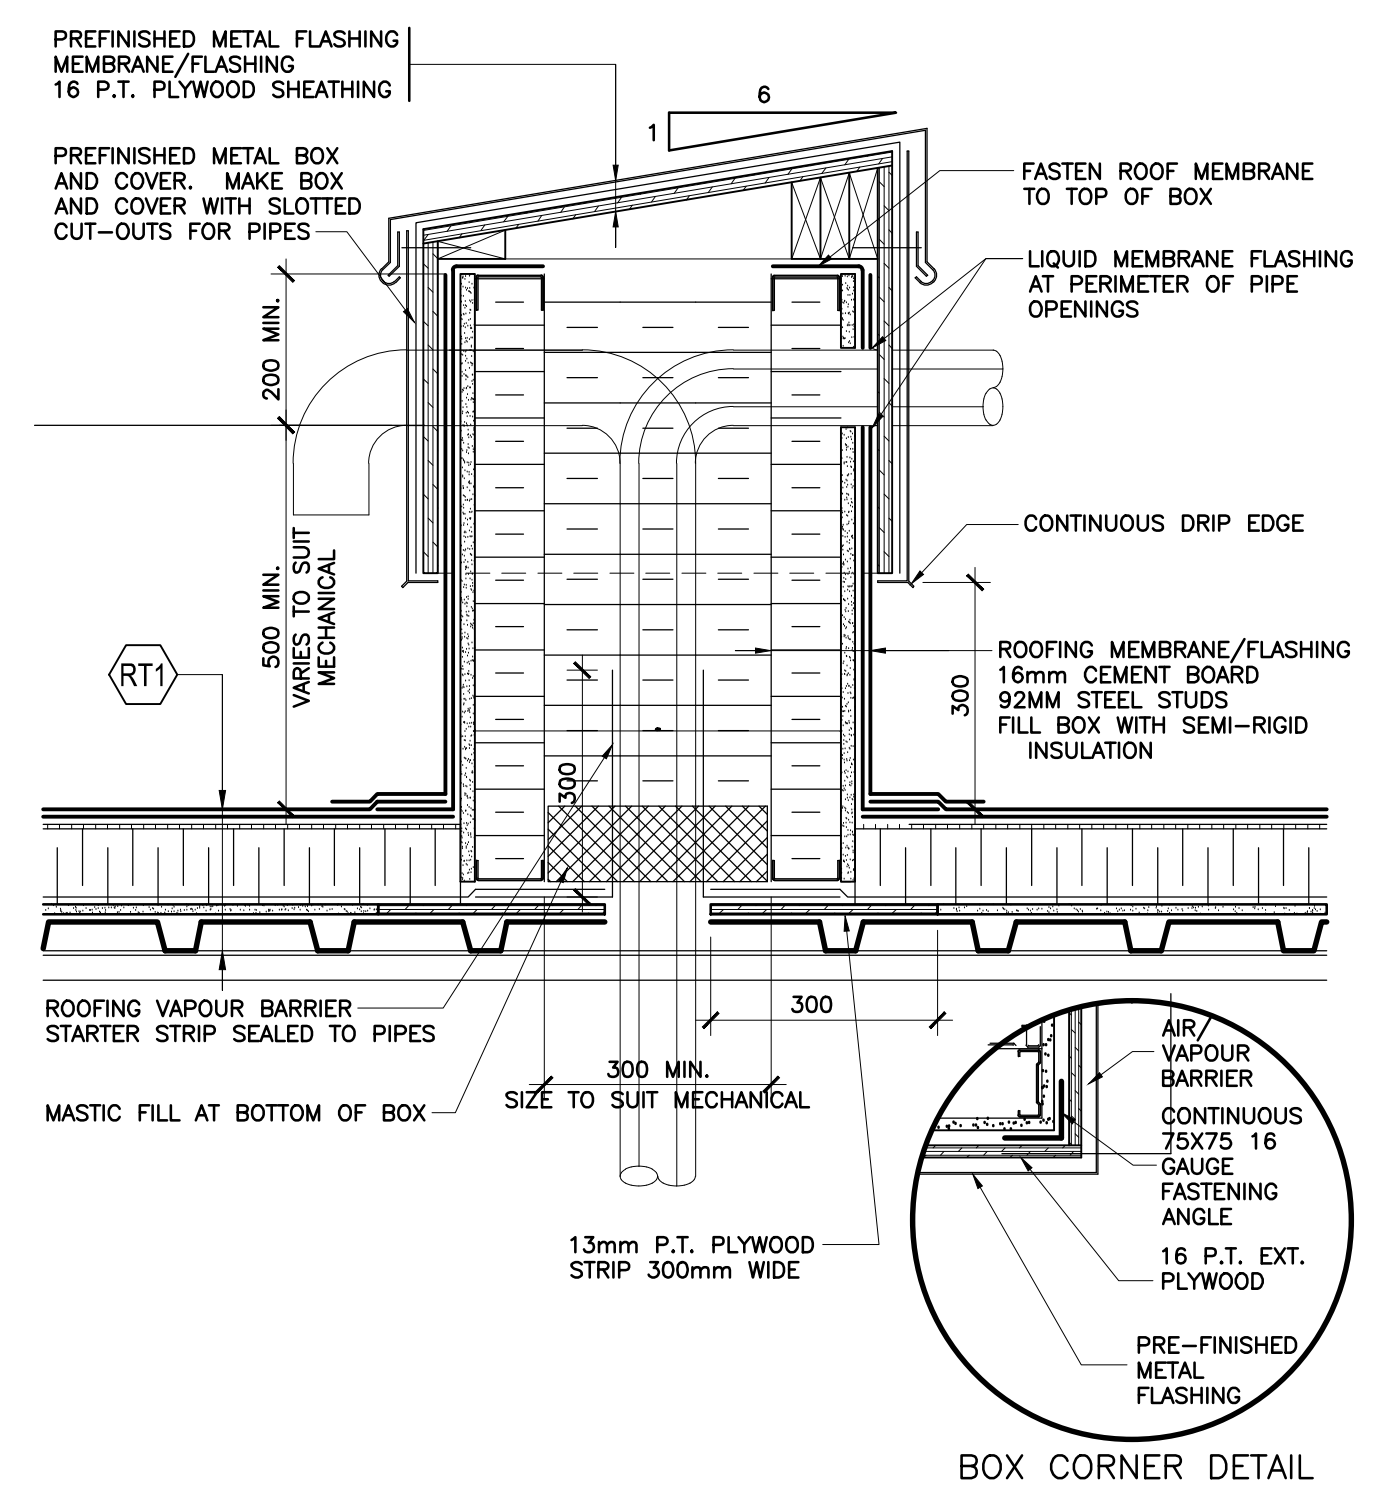 PREFINISHED METAL FLASHING
MEMBRANE/FLASHING
16 P.T. PLYWOOD SHEATHING
6
1
PREFINISHED METAL BOX
AND COVER. MAKE BOX
AND COVER WITH SLOTTED
CUT-OUTS FOR PIPES
FASTEN ROOF MEMBRANE
TO TOP OF BOX
LIQUID MEMBRANE FLASHING
AT PERIMETER OF PIPE
OPENINGS
200 MIN.
CONTINUOUS DRIP EDGE
500 MIN.
VARIES TO SUIT
MECHANICAL
RT1
ROOFING MEMBRANE/FLASHING
16mm CEMENT BOARD
92MM STEEL STUDS
FILL BOX WITH SEMI-RIGID
INSULATION
300
300
ROOFING VAPOUR BARRIER
STARTER STRIP SEALED TO PIPES
300
300 MIN.
SIZE TO SUIT MECHANICAL
MASTIC FILL AT BOTTOM OF BOX
13mm P.T. PLYWOOD
STRIP 300mm WIDE
AIR/
VAPOUR
BARRIER
CONTINUOUS
75X75 16
GAUGE
FASTENING
ANGLE
16 P.T. EXT.
PLYWOOD
PRE-FINISHED
METAL
FLASHING
BOX CORNER DETAIL